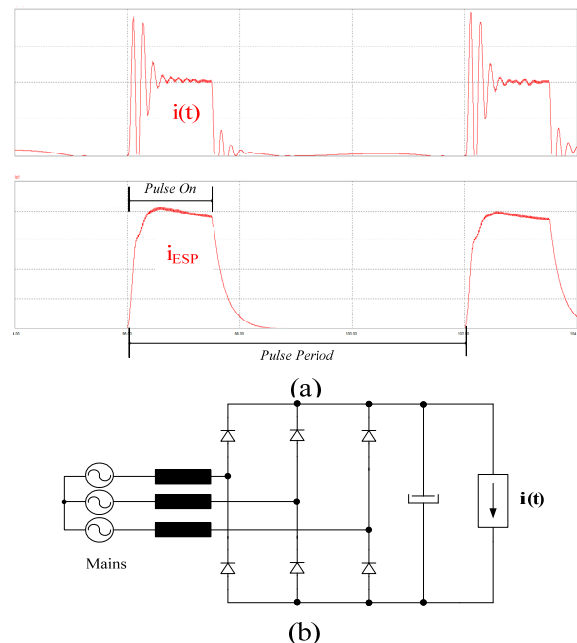 i(t)
Pulse On
iESP
Pulse Period
(a)
Mains
i(t)
(b)